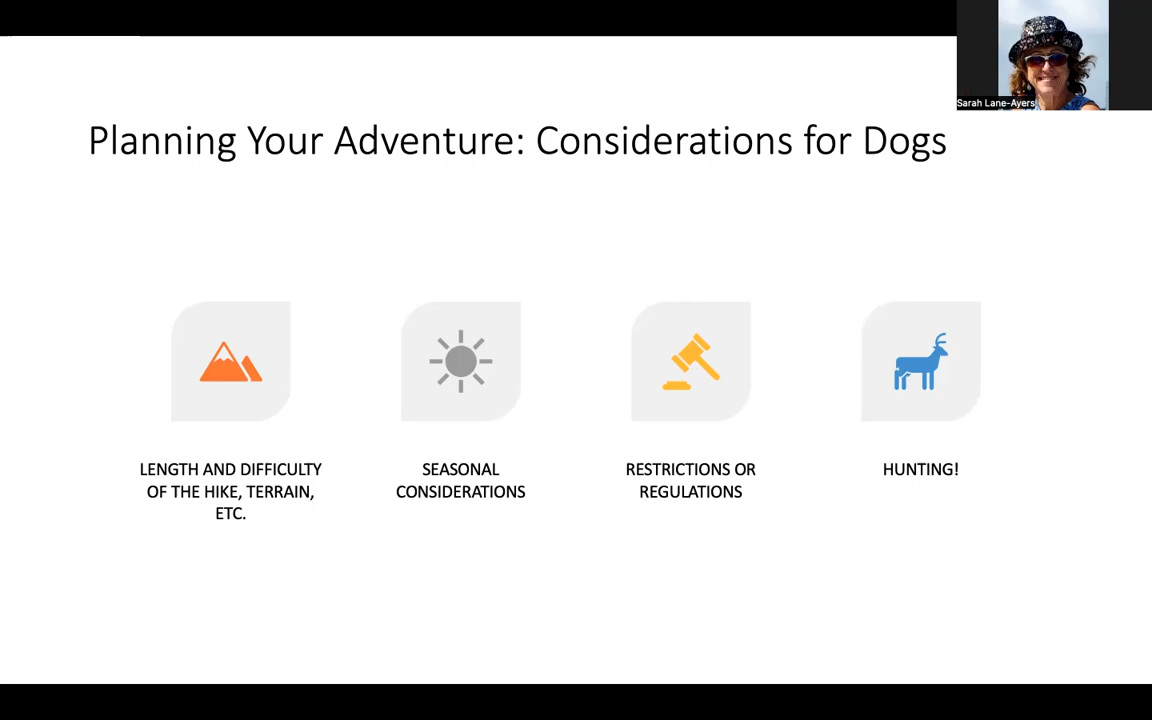 Sarah Lane-Ayers
Planning Your Adventure: Considerations for Dogs
LENGTH AND DIFFICULTY
OF THE HIKE, TERRAIN,
ETC.
SEASONAL
CONSIDERATIONS
RESTRICTIONS OR
REGULATIONS
HUNTING!